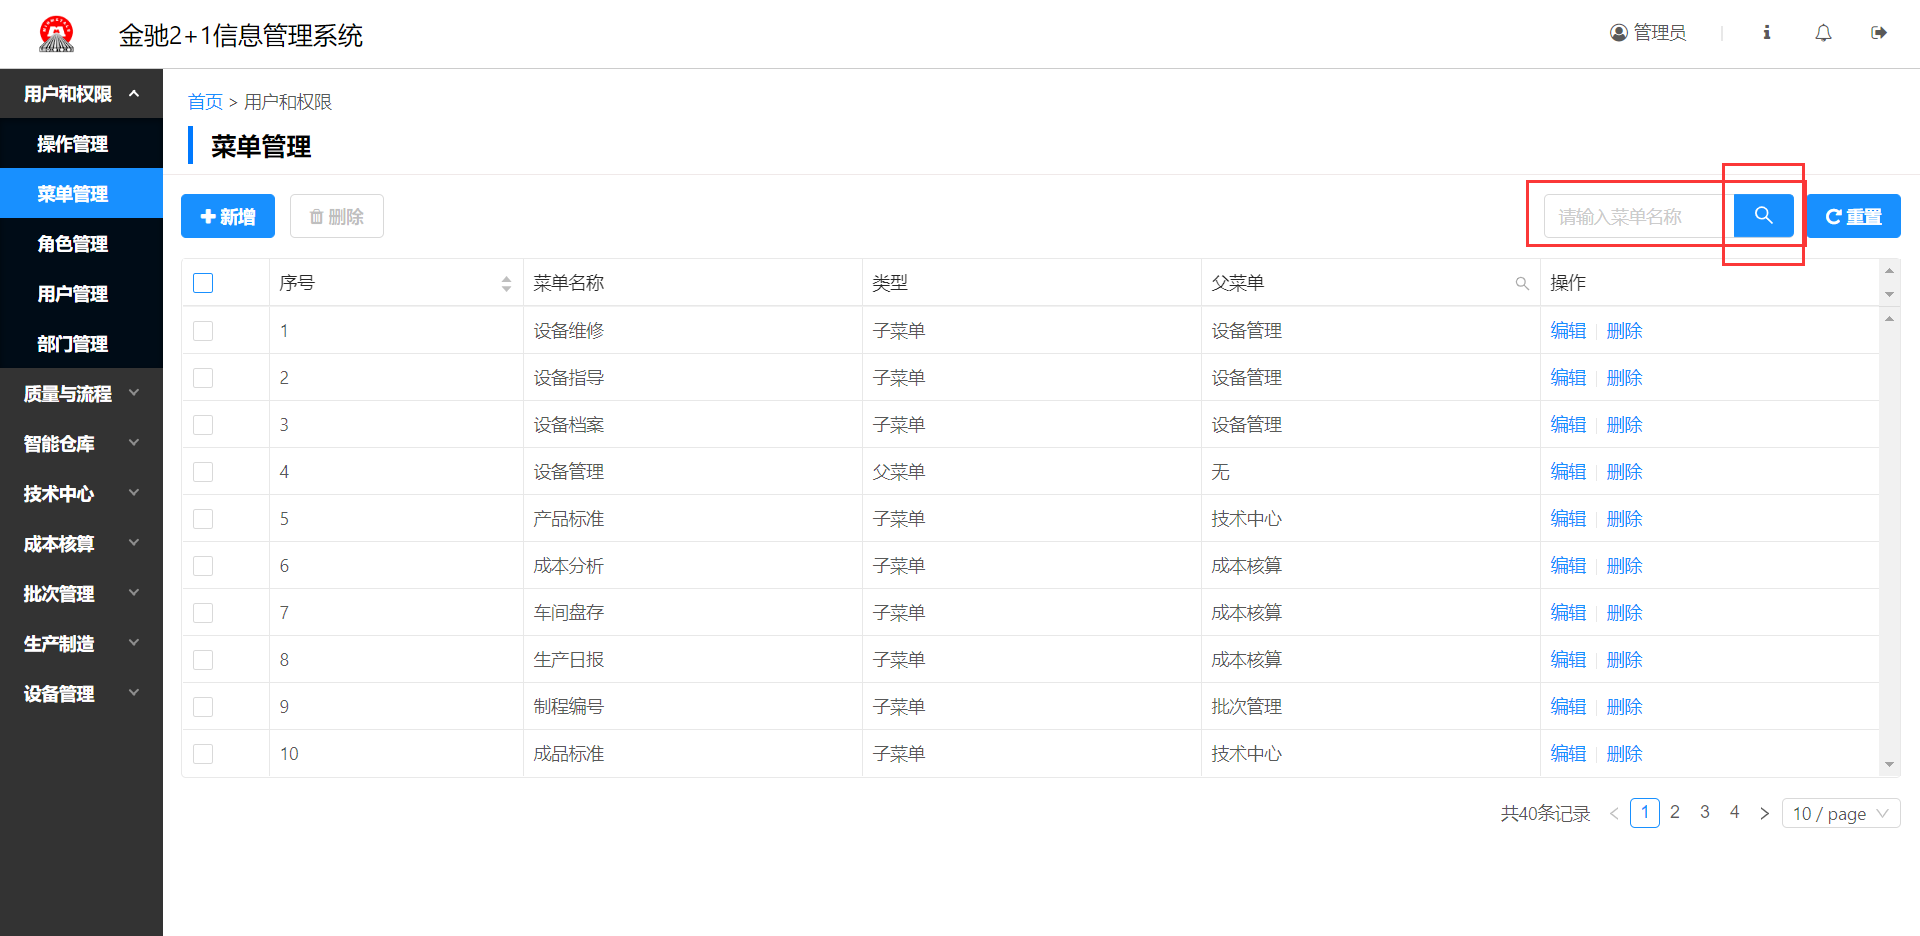 金驰2+1信息管理系统
管理员
用户和权限
操作管理
菜单管理
角色管理
用户管理
部门管理
质量与流程
智能仓库
技术中心
成本核算
批次管理
生产制造
设备管理
首页 > 用户和权限
菜单管理
新增 删除 请输入菜单名称 重置
序号 菜单名称 类型 父菜单 操作
1 设备维修 子菜单 设备管理 编辑 删除
2 设备指导 子菜单 设备管理 编辑 删除
3 设备档案 子菜单 设备管理 编辑 删除
4 设备管理 父菜单 无 编辑 删除
5 产品标准 子菜单 技术中心 编辑 删除
6 成本分析 子菜单 成本核算 编辑 删除
7 车间盘存 子菜单 成本核算 编辑 删除
8 生产日报 子菜单 成本核算 编辑 删除
9 制程编号 子菜单 批次管理 编辑 删除
10 成品标准 子菜单 技术中心 编辑 删除
共40条记录 < 1 2 3 4 > 10 / page